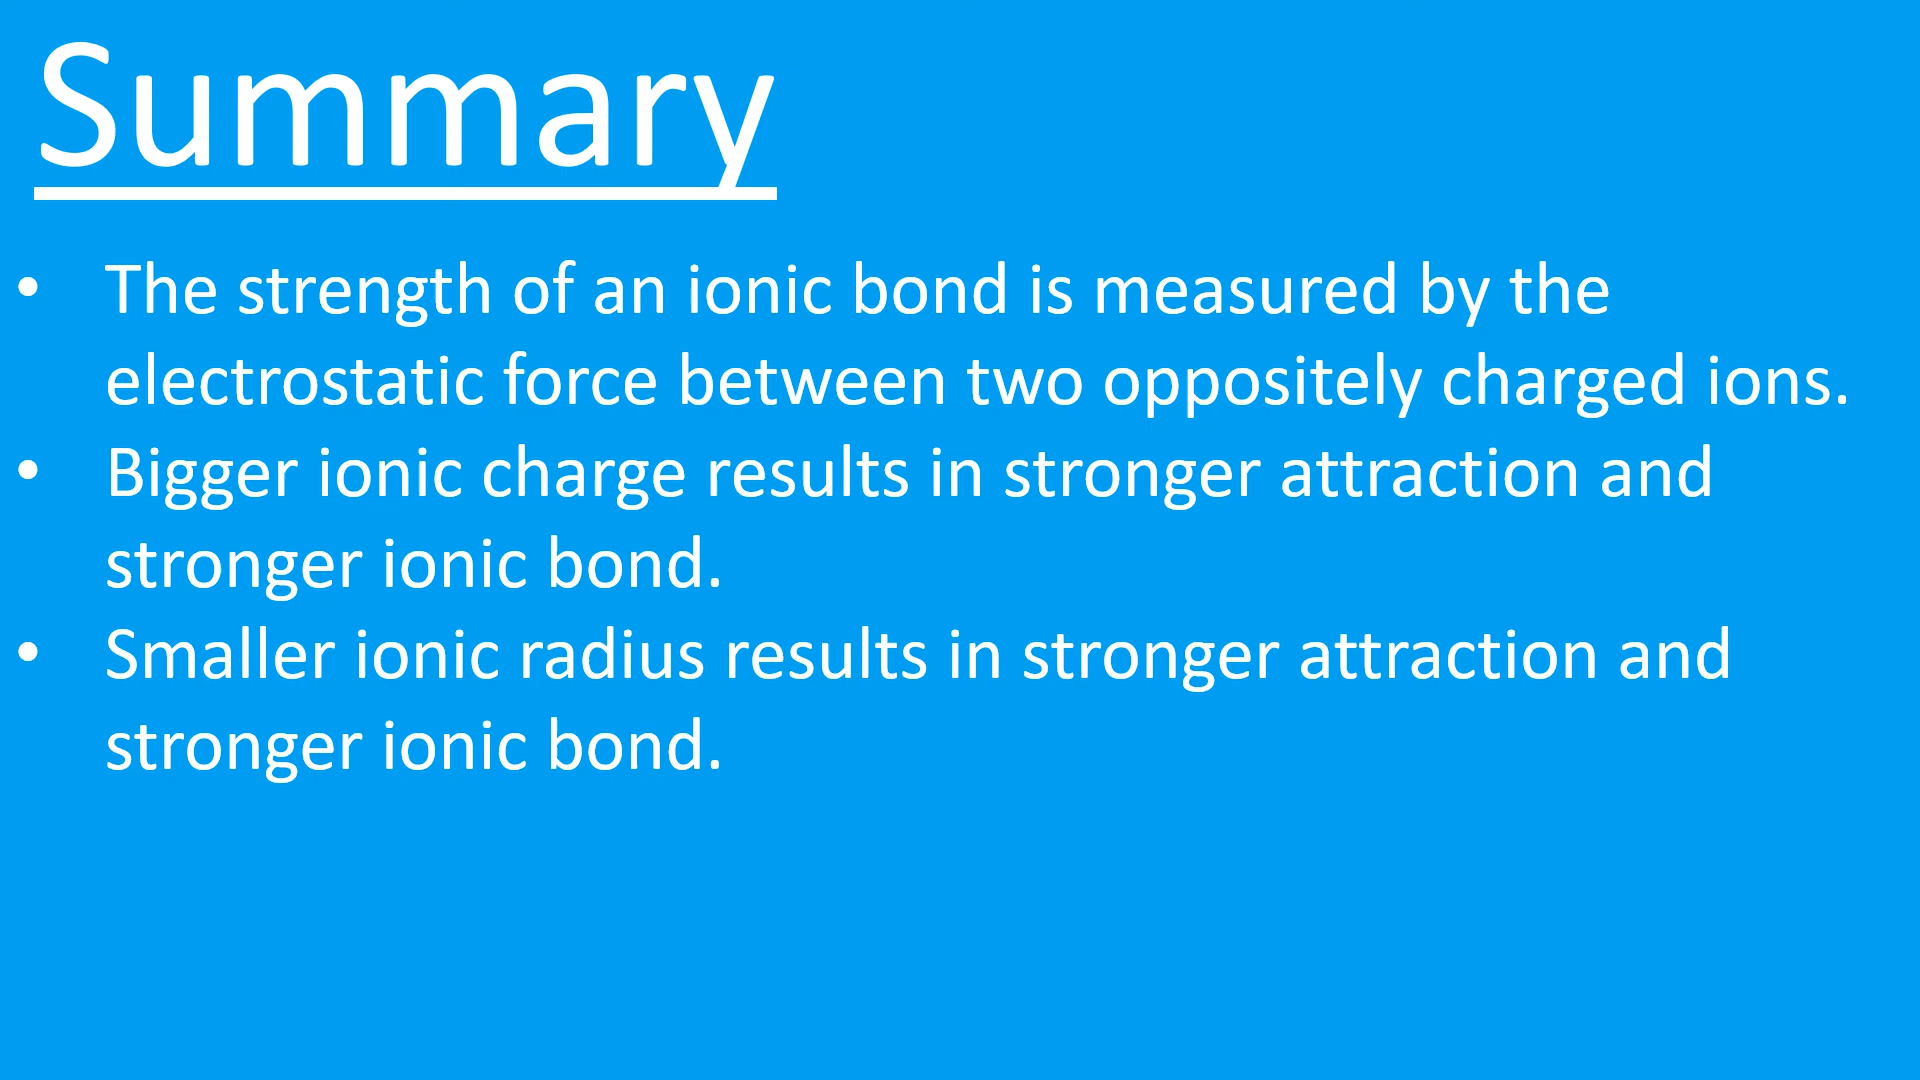 Summary
• The strength of an ionic bond is measured by the
electrostatic force between two oppositely charged ions.
• Bigger ionic charge results in stronger attraction and
stronger ionic bond.
• Smaller ionic radius results in stronger attraction and
stronger ionic bond.